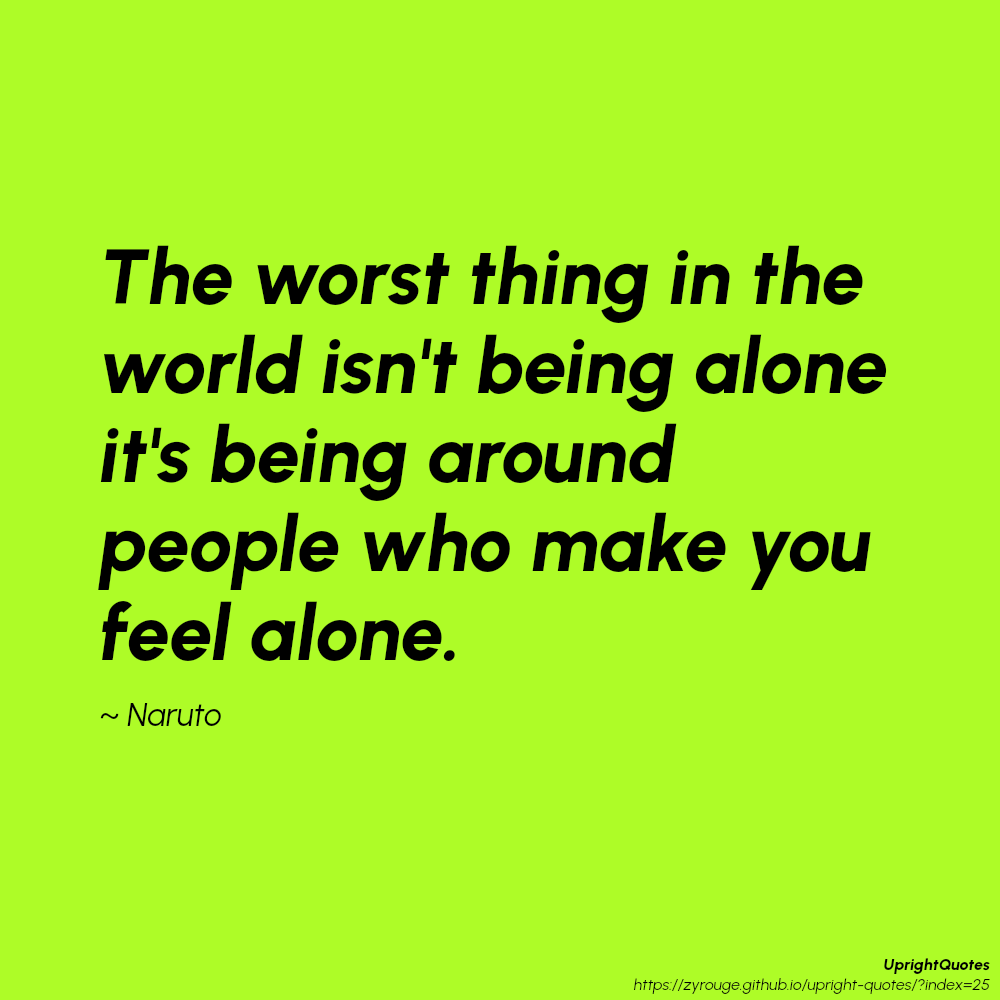 The worst thing in the
world isn't being alone
it's being around
people who make you
feel alone.
~ Naruto
UprightQuotes
https://zyrouge.github.io/upright-quotes/?index=25